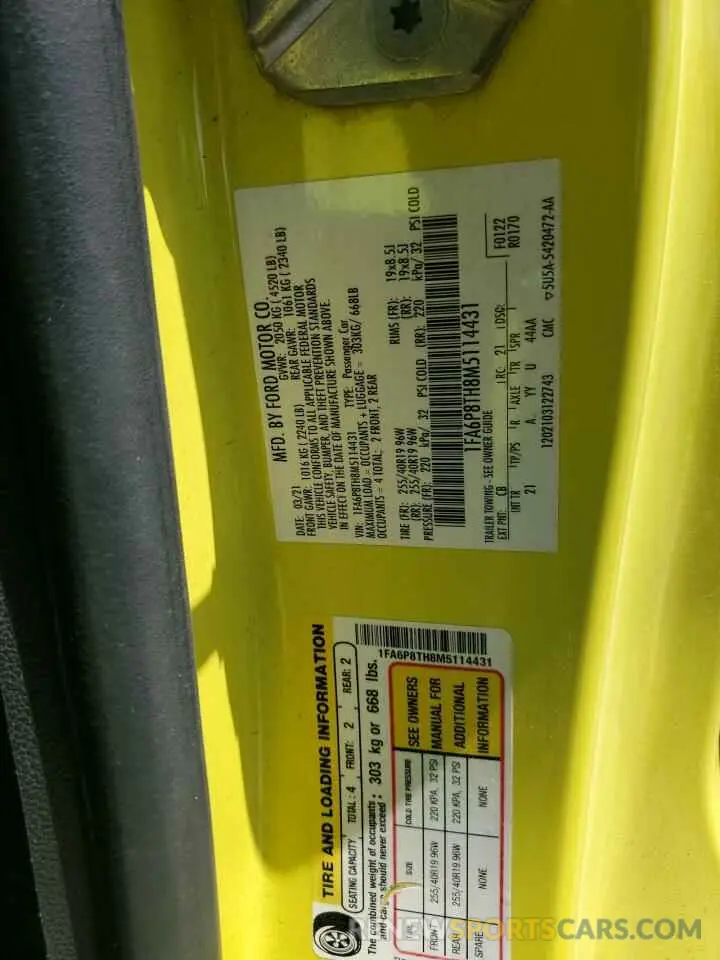 MFD. BY FORD MOTOR CO.
DATE: 03/21 GVWR: 2050 KG ( 4520 LB)
FRONT GAWR: 1016 KG ( 2240 LB) REAR GAWR: 1061 KG ( 2340 LB)
THIS VEHICLE CONFORMS TO ALL APPLICABLE FEDERAL MOTOR
VEHICLE SAFETY, BUMPER, AND THEFT PREVENTION STANDARDS
IN EFFECT ON THE DATE OF MANUFACTURE SHOWN ABOVE.
VIN: 1FA6P8TH8M5114431 TYPE: Passenger Car
MAXIMUM LOAD = OCCUPANTS + LUGGAGE = 303KG/ 668LB
OCCUPANTS = 4 TOTAL: 2 FRONT, 2 REAR
TIRE (FR): 255/40R19 96W RIMS (FR): 19x8.5J
(RR): 255/40R19 96W (RR): 19x8.5J
PRESSURE (FR): 220 kPa/ 32 PSI COLD (RR): 220 kPa/ 32 PSI COLD
1FA6P8TH8M5114431
TRAILER TOWING - SEE OWNER GUIDE F0122
EXT PNT: CB RC: 21 DSO: R0170
INT TR TP/PS R AXLE TR SPR
21 A YY U 44AA
1202103122743 CMC
▽5U5A-5420472-AA
TIRE AND LOADING INFORMATION
SEATING CAPACITY TOTAL: 4 FRONT: 2 REAR: 2
The combined weight of occupants
and cargo should never exceed: 303 kg or 668 lbs.
1FA6P8TH8M5114431
SIZE COLD TIRE PRESSURE SEE OWNERS
FRONT 255/40R19 96W 220 KPA, 32 PSI MANUAL FOR
REAR 255/40R19 96W 220 KPA, 32 PSI ADDITIONAL
SPARE NONE NONE INFORMATION
SPORTSCARS.COM